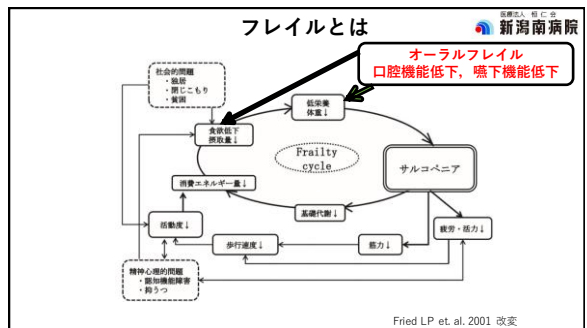 フレイルとは
医療法人 恒仁会
新潟南病院
オーラルフレイル
口腔機能低下，嚥下機能低下
社会的問題
・独居
・閉じこもり
・貧困
低栄養
体重↓
食欲低下
摂取量↓
Frailty
cycle
サルコペニア
消費エネルギー量↓
基礎代謝↓
活動度↓
歩行速度↓
筋力↓
疲労・活力↓
精神心理的問題
・認知機能障害
・抑うつ
Fried LP et. al. 2001 改変